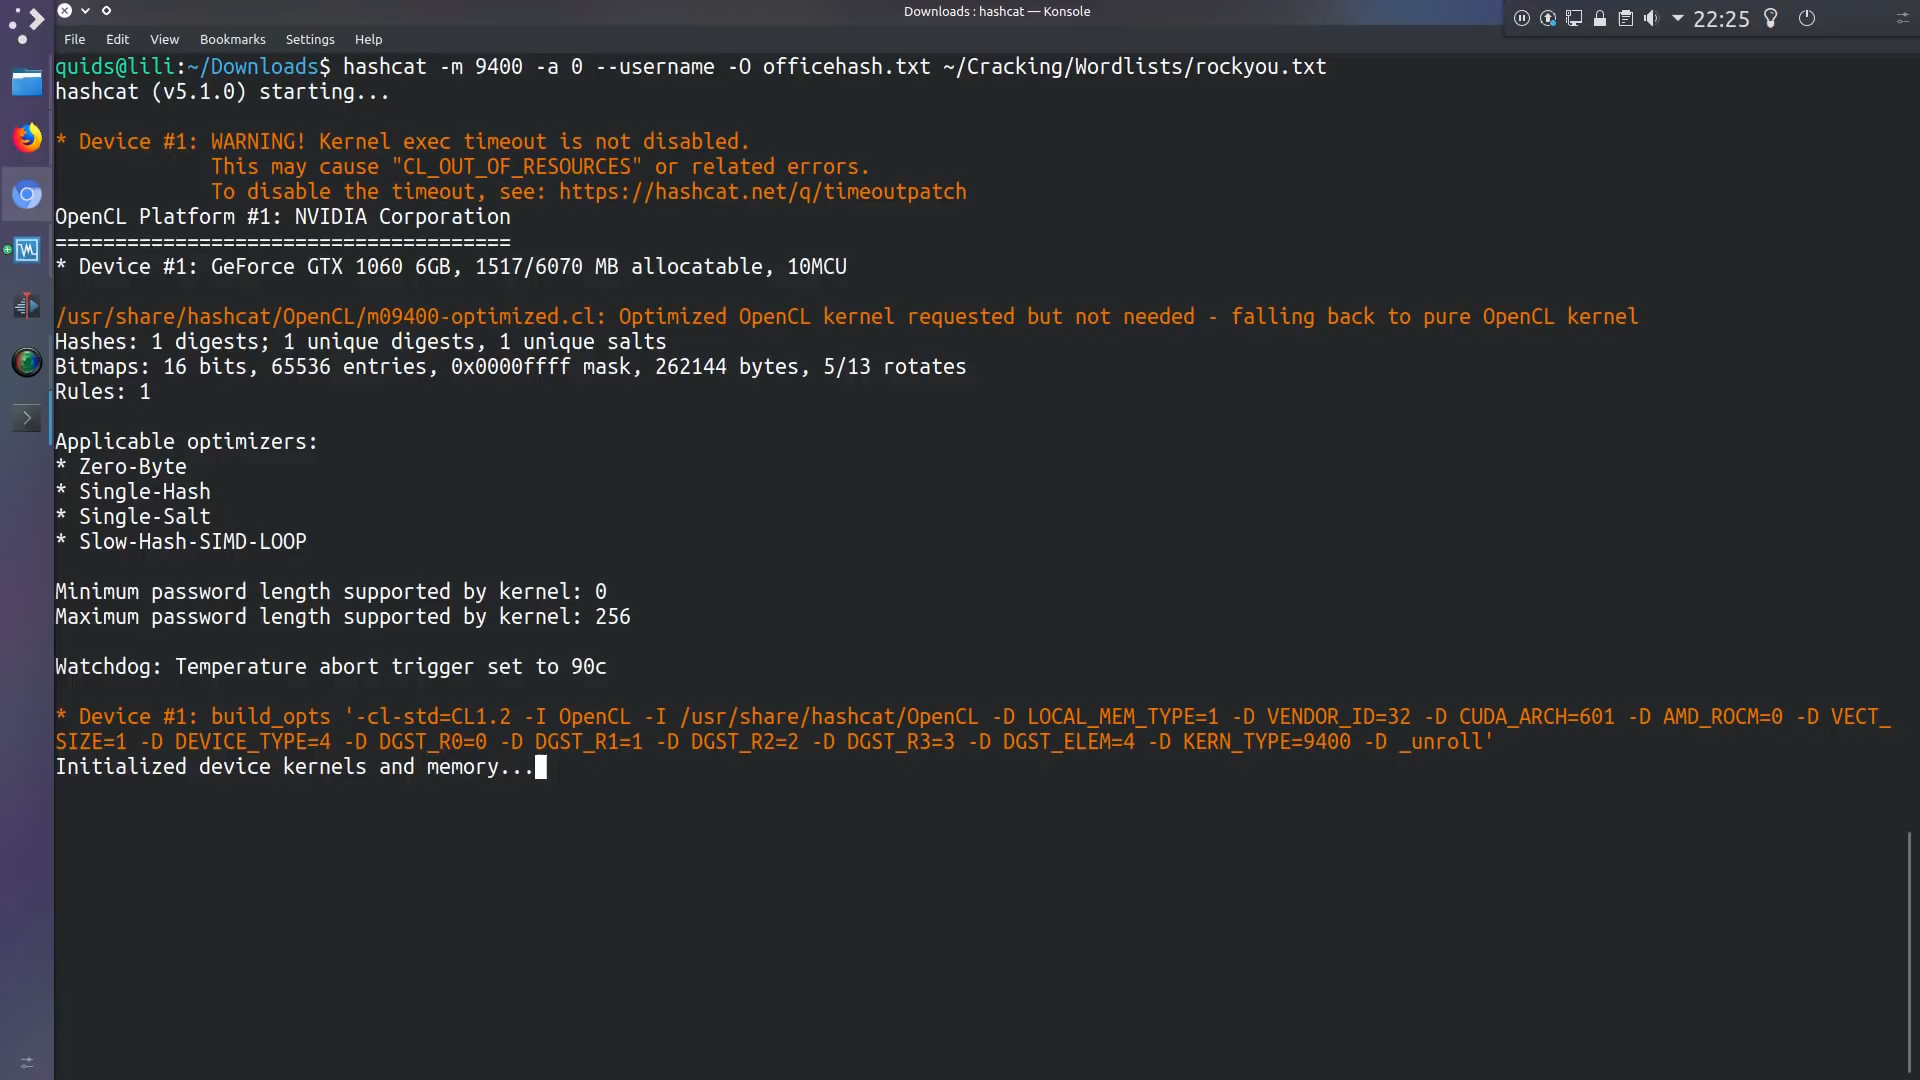 Downloads : hashcat — Konsole
22:25
File Edit View Bookmarks Settings Help
quids@lili:~/Downloads$ hashcat -m 9400 -a 0 --username -O officehash.txt ~/Cracking/Wordlists/rockyou.txt
hashcat (v5.1.0) starting...
* Device #1: WARNING! Kernel exec timeout is not disabled.
This may cause "CL_OUT_OF_RESOURCES" or related errors.
To disable the timeout, see: https://hashcat.net/q/timeoutpatch
OpenCL Platform #1: NVIDIA Corporation
======================================
* Device #1: GeForce GTX 1060 6GB, 1517/6070 MB allocatable, 10MCU
/usr/share/hashcat/OpenCL/m09400-optimized.cl: Optimized OpenCL kernel requested but not needed - falling back to pure OpenCL kernel
Hashes: 1 digests; 1 unique digests, 1 unique salts
Bitmaps: 16 bits, 65536 entries, 0x0000ffff mask, 262144 bytes, 5/13 rotates
Rules: 1
Applicable optimizers:
* Zero-Byte
* Single-Hash
* Single-Salt
* Slow-Hash-SIMD-LOOP
Minimum password length supported by kernel: 0
Maximum password length supported by kernel: 256
Watchdog: Temperature abort trigger set to 90c
* Device #1: build_opts '-cl-std=CL1.2 -I OpenCL -I /usr/share/hashcat/OpenCL -D LOCAL_MEM_TYPE=1 -D VENDOR_ID=32 -D CUDA_ARCH=601 -D AMD_ROCM=0 -D VECT_
SIZE=1 -D DEVICE_TYPE=4 -D DGST_R0=0 -D DGST_R1=1 -D DGST_R2=2 -D DGST_R3=3 -D DGST_ELEM=4 -D KERN_TYPE=9400 -D _unroll'
Initialized device kernels and memory...